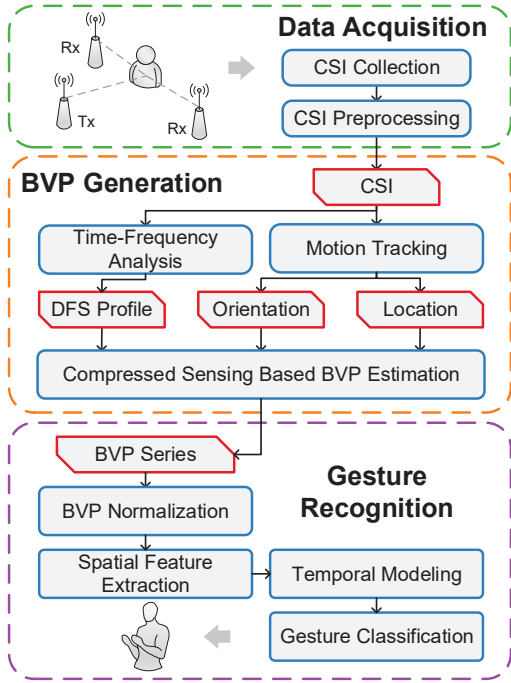 Data Acquisition
Rx
Tx
Rx
CSI Collection
CSI Preprocessing
BVP Generation
CSI
Time-Frequency
Analysis
Motion Tracking
DFS Profile
Orientation
Location
Compressed Sensing Based BVP Estimation
BVP Series
Gesture
Recognition
BVP Normalization
Spatial Feature
Extraction
Temporal Modeling
Gesture Classification